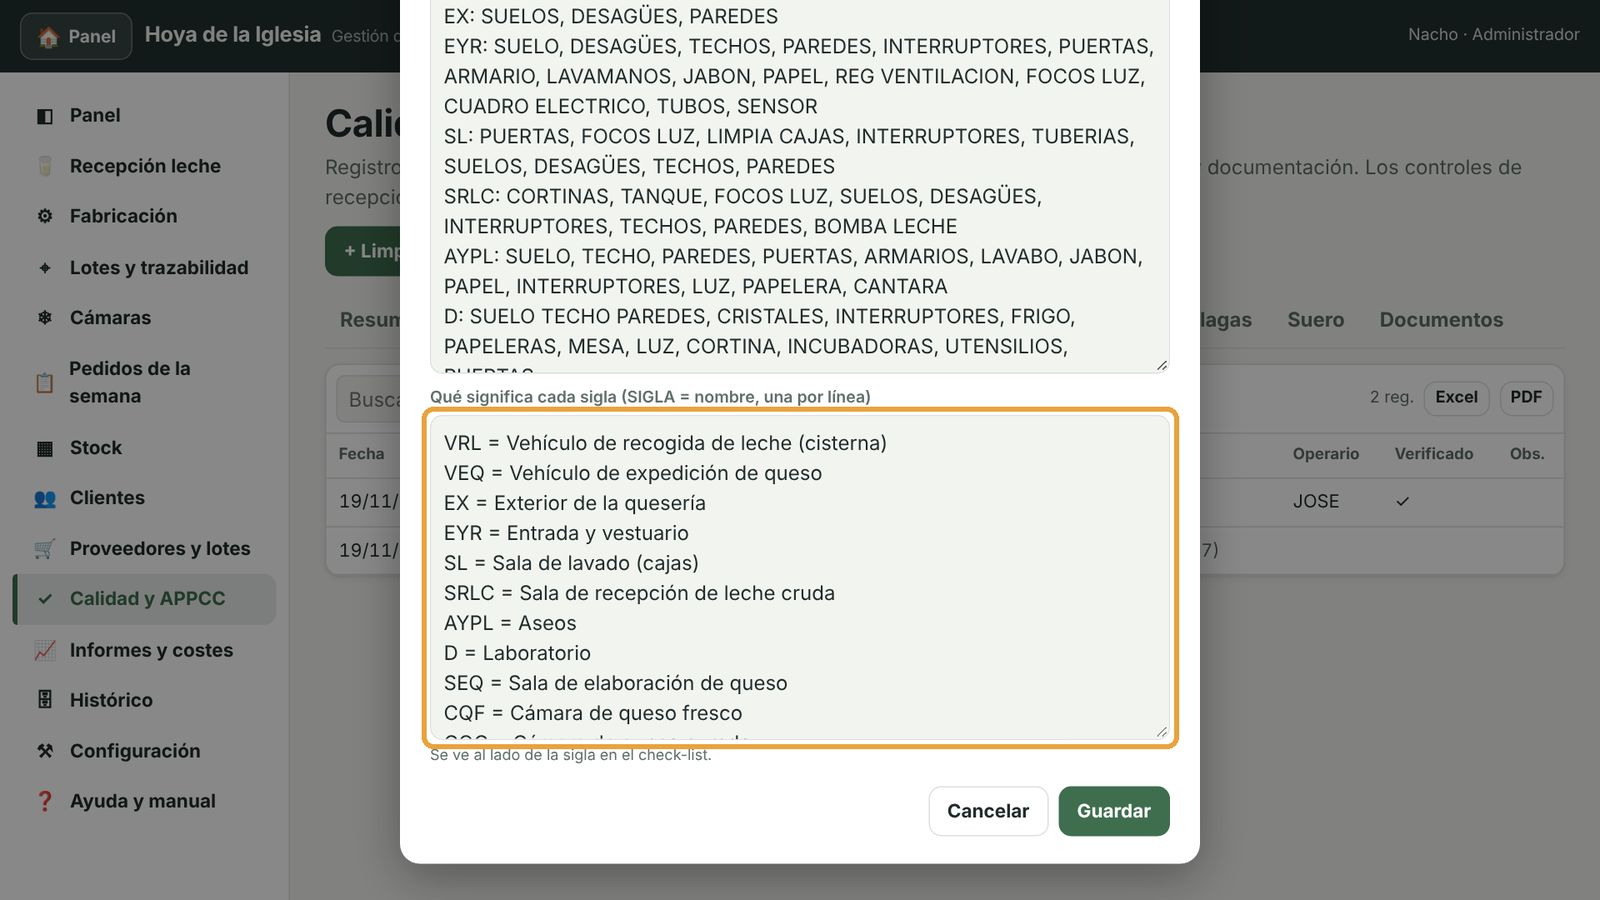 Panel
Hoya de la Iglesia Gestión
Nacho · Administrador
Panel
Recepción leche
Fabricación
Lotes y trazabilidad
Cámaras
Pedidos de la
semana
Stock
Clientes
Proveedores y lotes
Calidad y APPCC
Informes y costes
Histórico
Configuración
Ayuda y manual
documentación. Los controles de
Suero Documentos
2 reg. Excel PDF
Fecha Operario Verificado Obs.
19/11/ JOSE ✓
19/11/ 7)
EX: SUELOS, DESAGÜES, PAREDES
EYR: SUELO, DESAGÜES, TECHOS, PAREDES, INTERRUPTORES, PUERTAS,
ARMARIO, LAVAMANOS, JABON, PAPEL, REG VENTILACION, FOCOS LUZ,
CUADRO ELECTRICO, TUBOS, SENSOR
SL: PUERTAS, FOCOS LUZ, LIMPIA CAJAS, INTERRUPTORES, TUBERIAS,
SUELOS, DESAGÜES, TECHOS, PAREDES
SRLC: CORTINAS, TANQUE, FOCOS LUZ, SUELOS, DESAGÜES,
INTERRUPTORES, TECHOS, PAREDES, BOMBA LECHE
AYPL: SUELO, TECHO, PAREDES, PUERTAS, ARMARIOS, LAVABO, JABON,
PAPEL, INTERRUPTORES, LUZ, PAPELERA, CANTARA
D: SUELO TECHO PAREDES, CRISTALES, INTERRUPTORES, FRIGO,
PAPELERAS, MESA, LUZ, CORTINA, INCUBADORAS, UTENSILIOS,
Qué significa cada sigla (SIGLA = nombre, una por línea)
VRL = Vehículo de recogida de leche (cisterna)
VEQ = Vehículo de expedición de queso
EX = Exterior de la quesería
EYR = Entrada y vestuario
SL = Sala de lavado (cajas)
SRLC = Sala de recepción de leche cruda
AYPL = Aseos
D = Laboratorio
SEQ = Sala de elaboración de queso
CQF = Cámara de queso fresco
Se ve al lado de la sigla en el check-list.
Cancelar Guardar